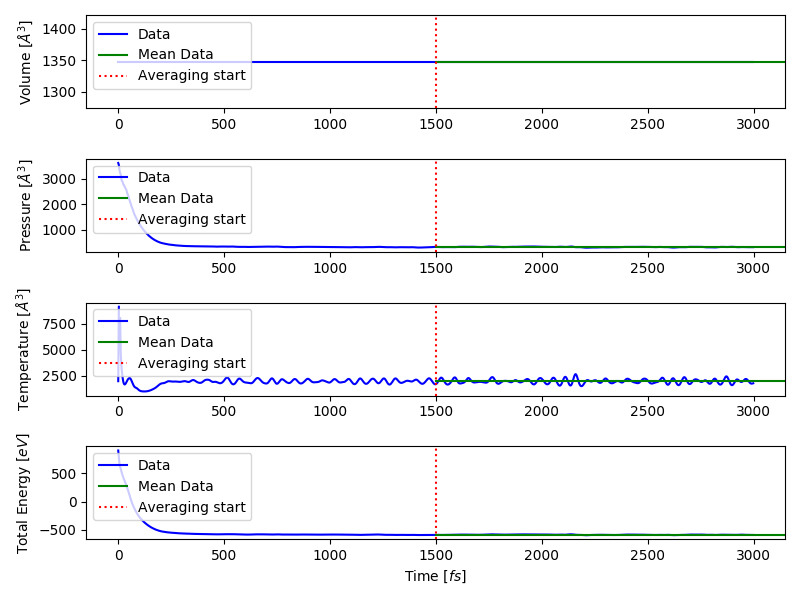 Volume [Å³]
1400
1350
1300
Data
Mean Data
Averaging start
0 500 1000 1500 2000 2500 3000
Pressure [Å³]
3000
2000
1000
Data
Mean Data
Averaging start
0 500 1000 1500 2000 2500 3000
Temperature [Å³]
7500
5000
2500
Data
Mean Data
Averaging start
0 500 1000 1500 2000 2500 3000
Total Energy [eV]
500
0
−500
Data
Mean Data
Averaging start
0 500 1000 1500 2000 2500 3000
Time [fs]